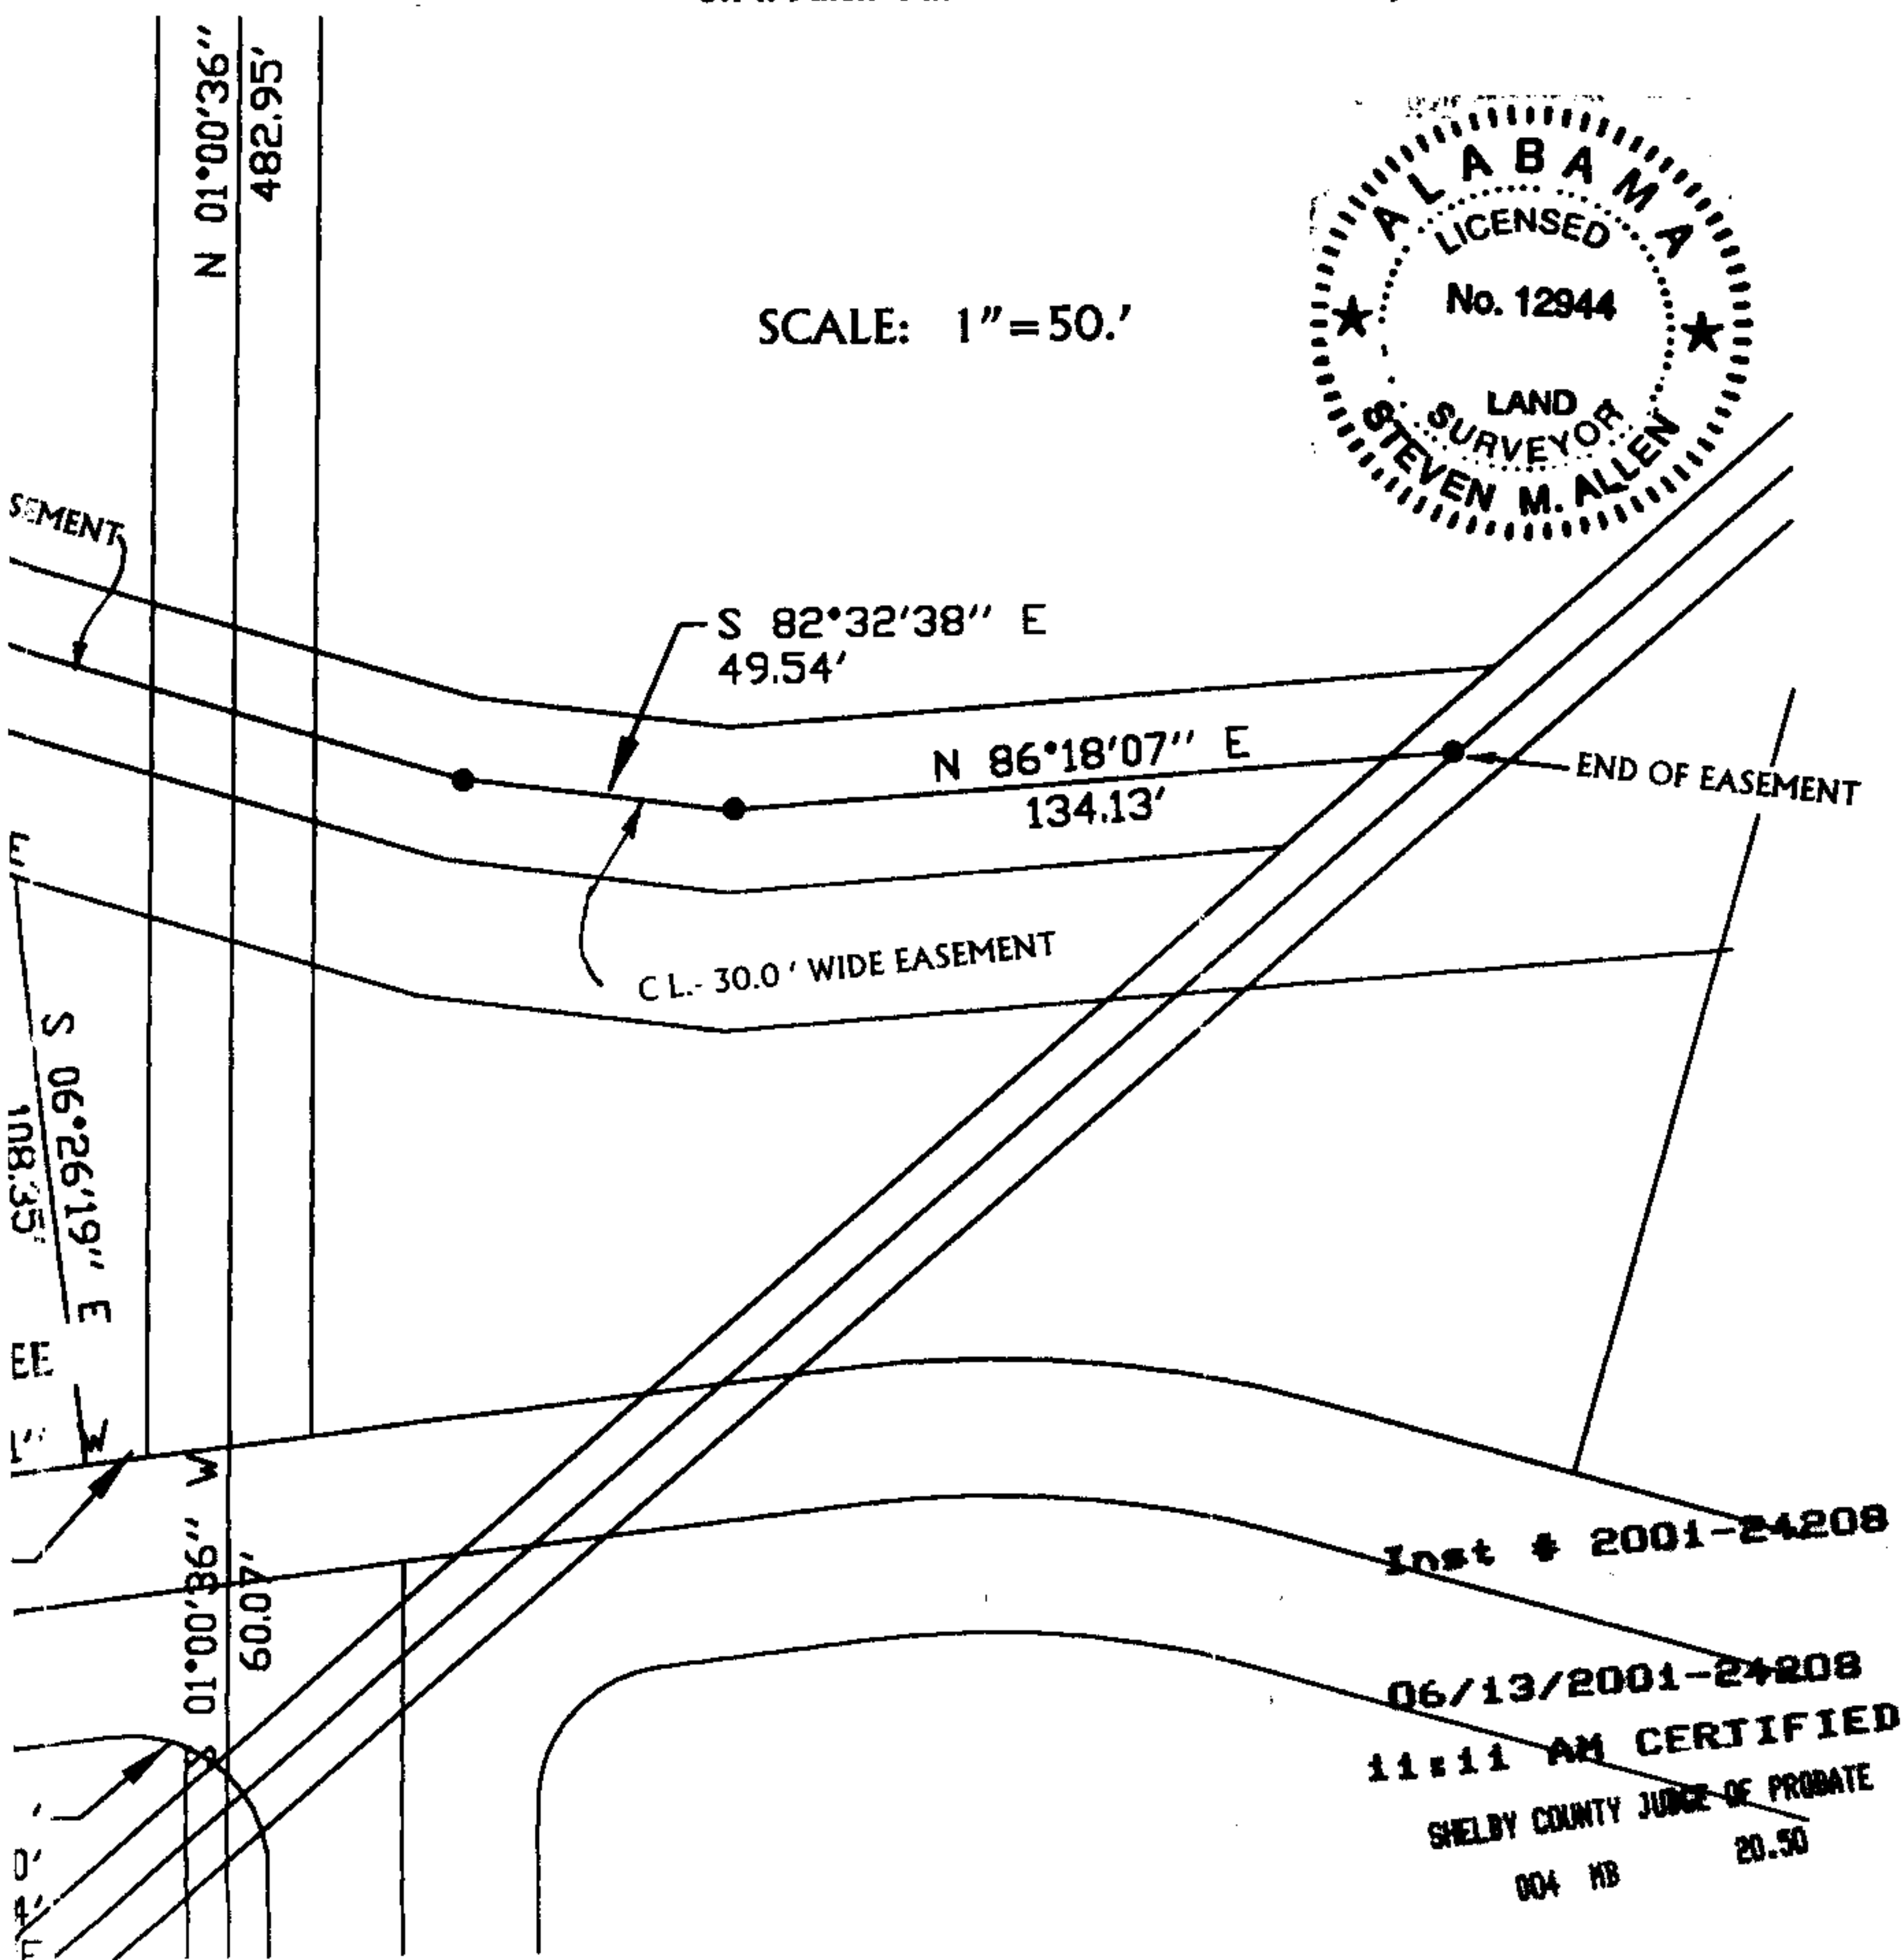 N 01°00'36"
482.95'
ALABAMA
LICENSED
No. 12944
LAND
SURVEYOR
STEVEN M. ALLEN
SCALE: 1"=50.'
SEMENT
S 82°32'38" E
49.54'
N 86°18'07" E
134.13'
END OF EASEMENT
E
C L.- 30.0 ' WIDE EASEMENT
S 06°26'19" E
108.35'
EE
W
S 01°00'36" W
60.07'
Inst # 2001-24208
06/13/2001-24208
11:11 AM CERTIFIED
SHELBY COUNTY JUDGE OF PROBATE
004 MB 20.50
0'
4'
E